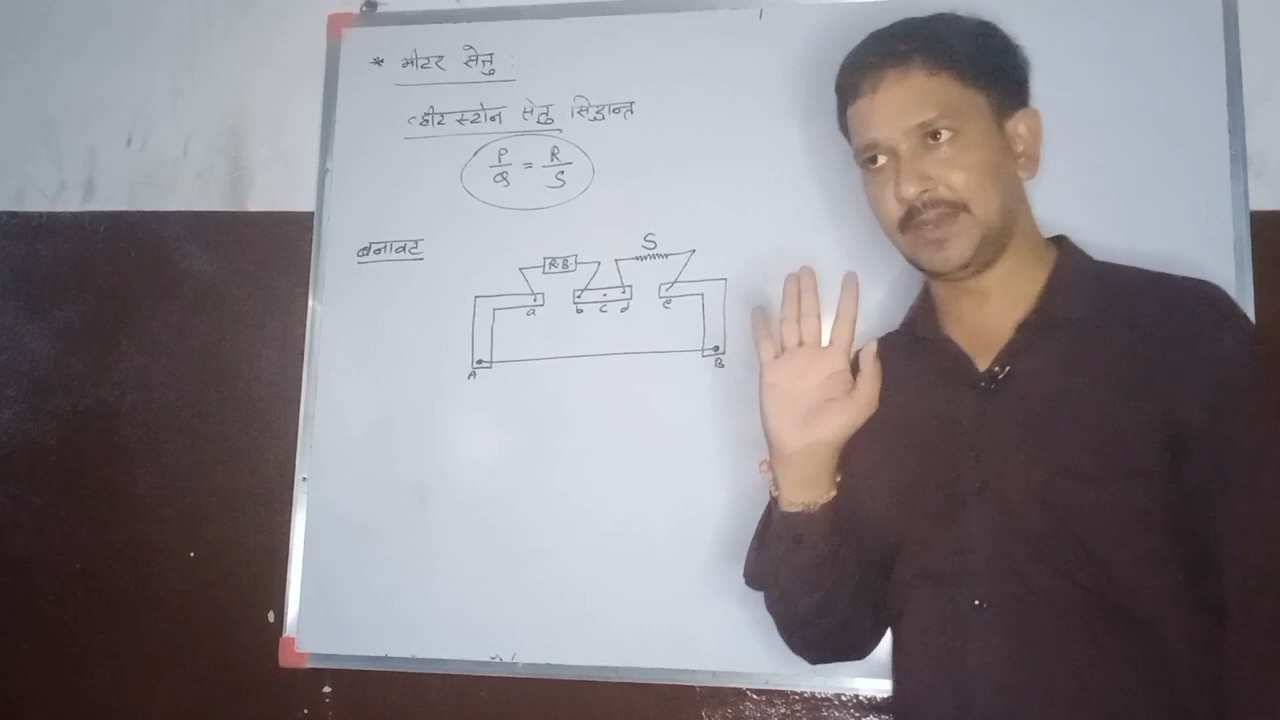 * मीटर सेतु :
व्हीटस्टोन सेतु सिद्धान्त
P/Q = R/S
बनावट
S
R.B.
a b c d e
A B